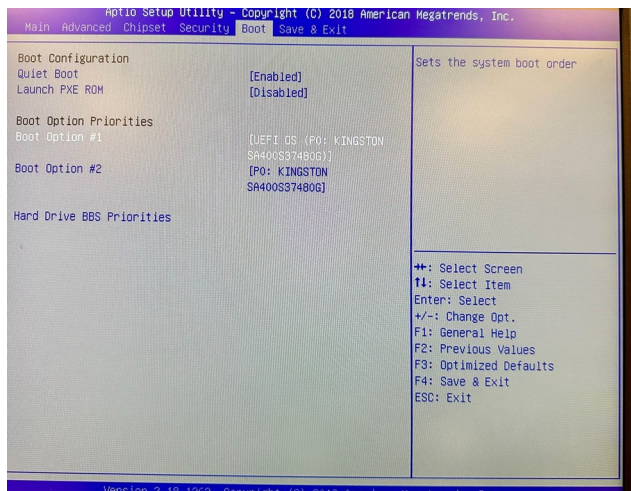 Aptio Setup Utility - Copyright (C) 2018 American Megatrends, Inc.
Main Advanced Chipset Security Boot Save & Exit
Boot Configuration
Quiet Boot [Enabled]
Launch PXE ROM [Disabled]
Boot Option Priorities
Boot Option #1 [UEFI OS (P0: KINGSTON
SA400S37480G)]
Boot Option #2 [P0: KINGSTON
SA400S37480G]
Hard Drive BBS Priorities
Sets the system boot order
→←: Select Screen
↑↓: Select Item
Enter: Select
+/-: Change Opt.
F1: General Help
F2: Previous Values
F3: Optimized Defaults
F4: Save & Exit
ESC: Exit